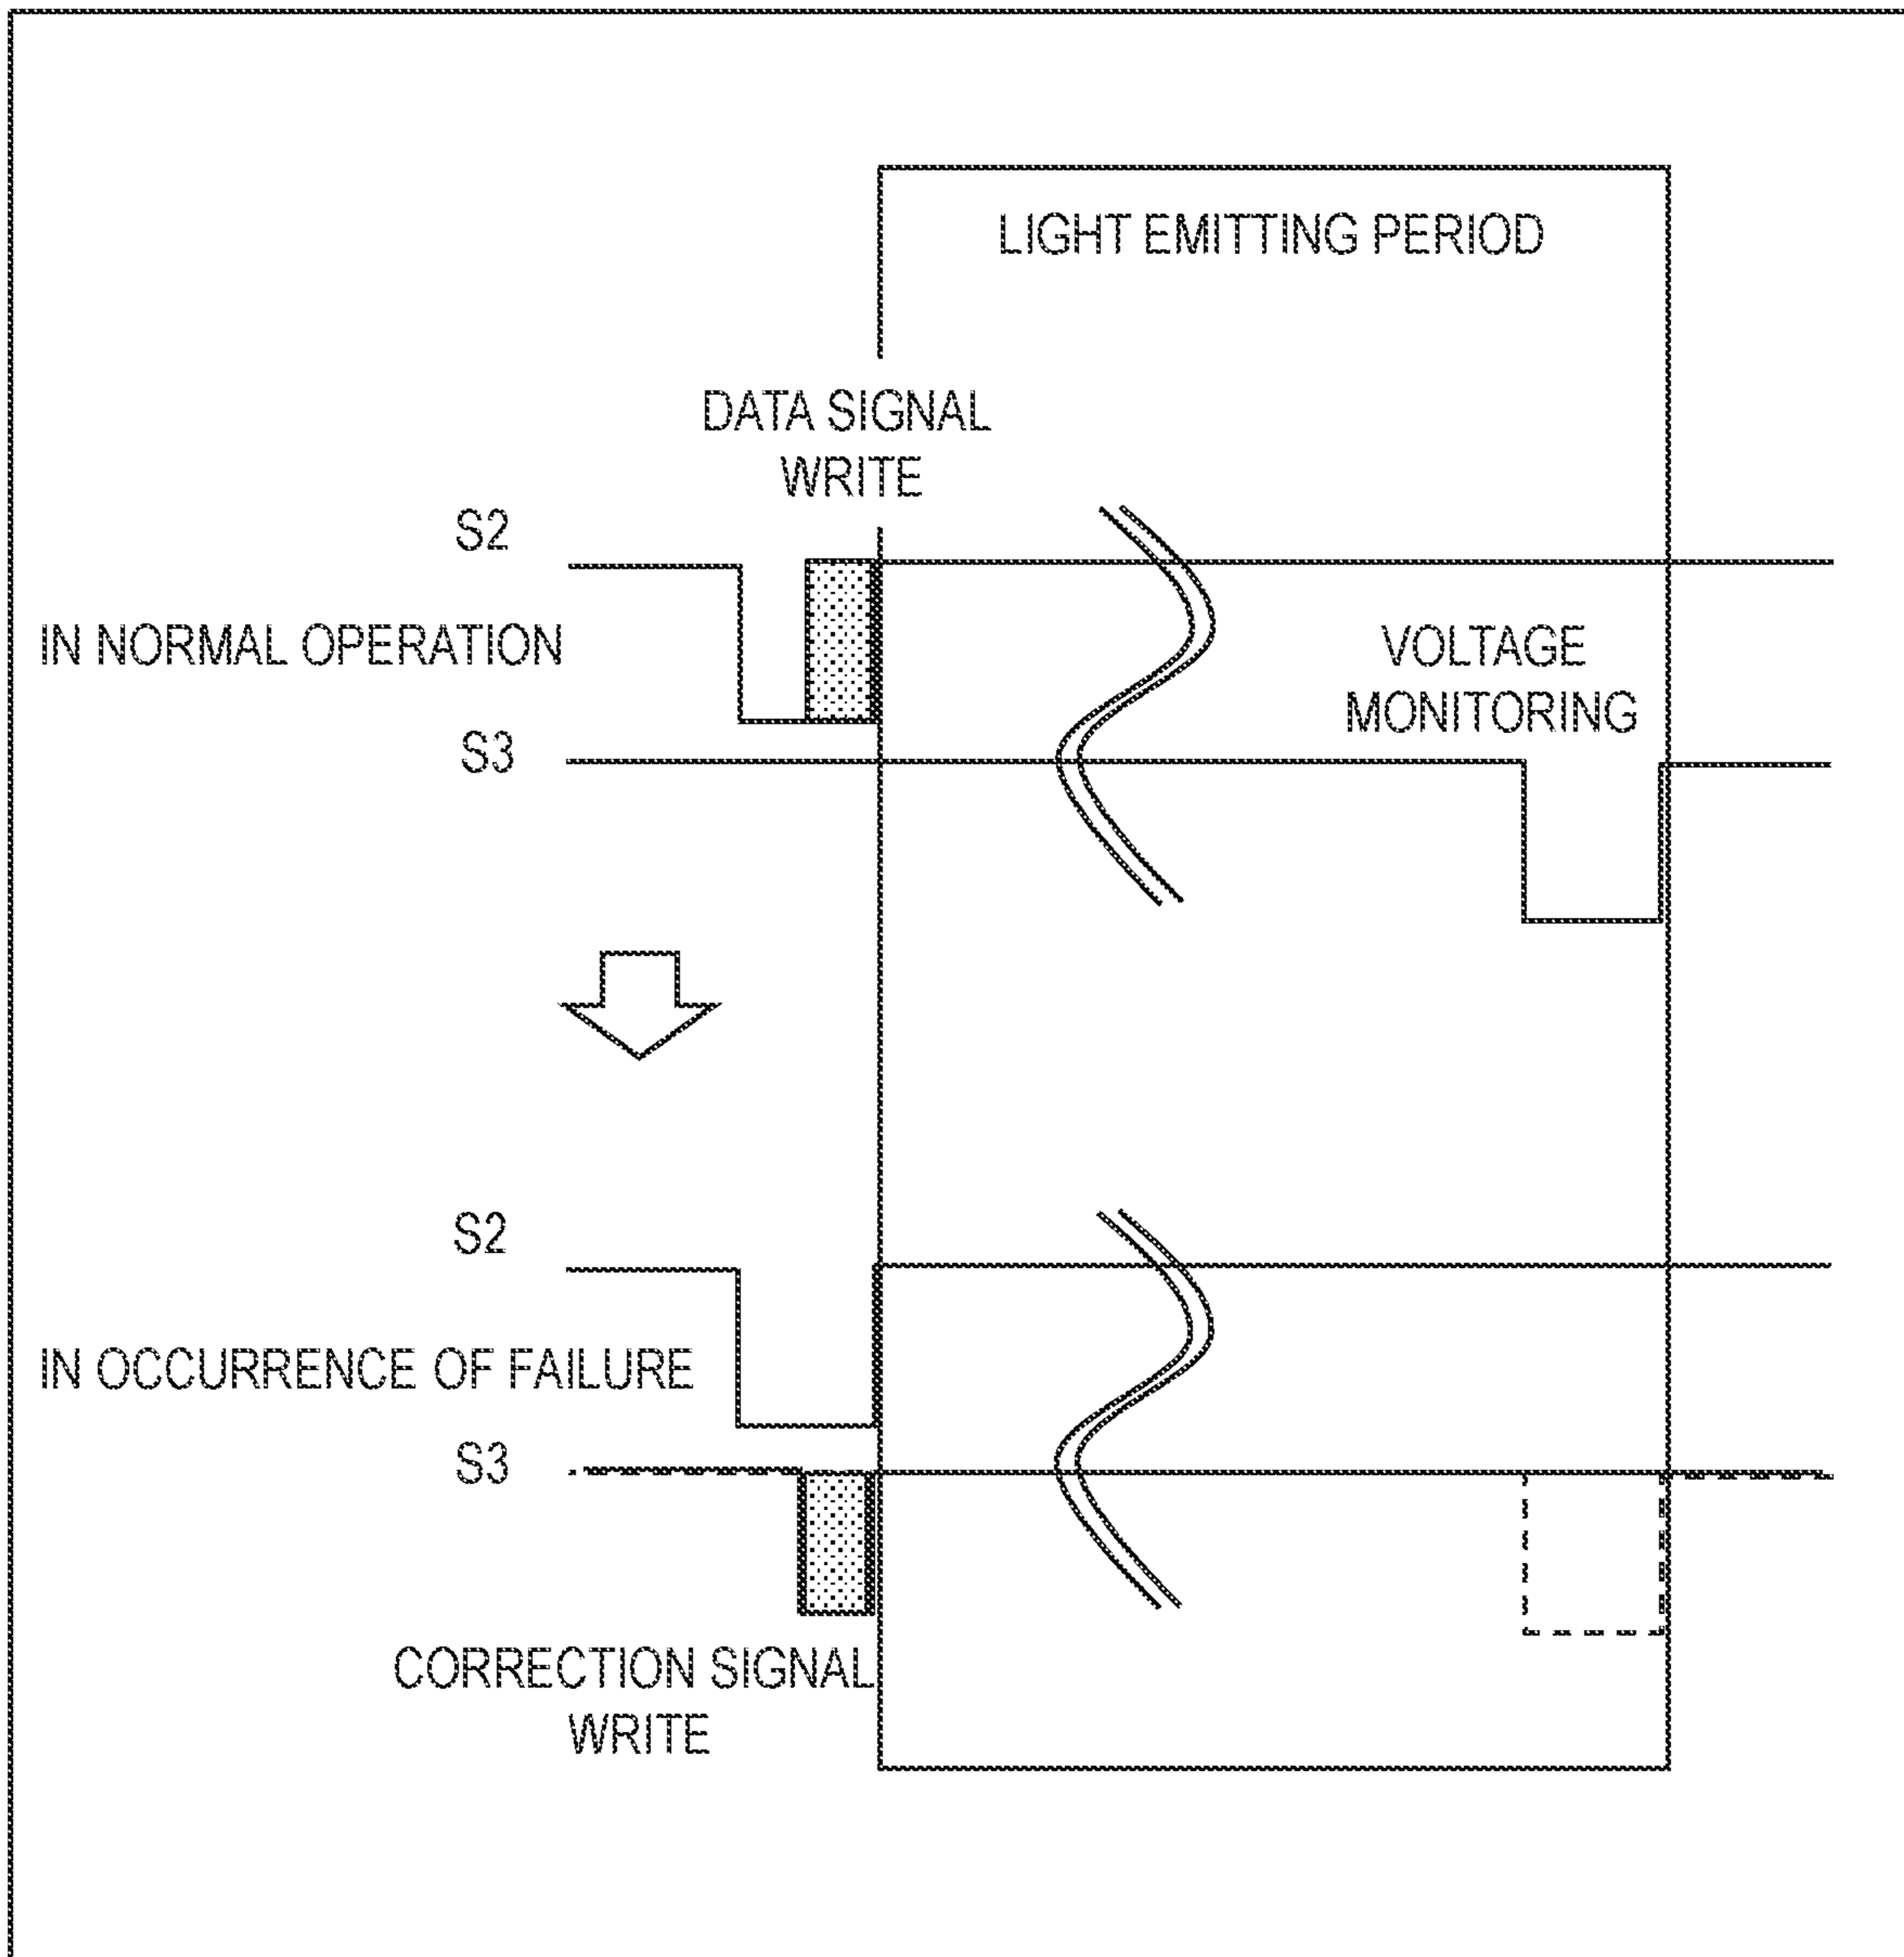 LIGHT EMITTING PERIOD
DATA SIGNAL
WRITE
S2
IN NORMAL OPERATION
VOLTAGE
MONITORING
S3
S2
IN OCCURRENCE OF FAILURE
S3
CORRECTION SIGNAL
WRITE